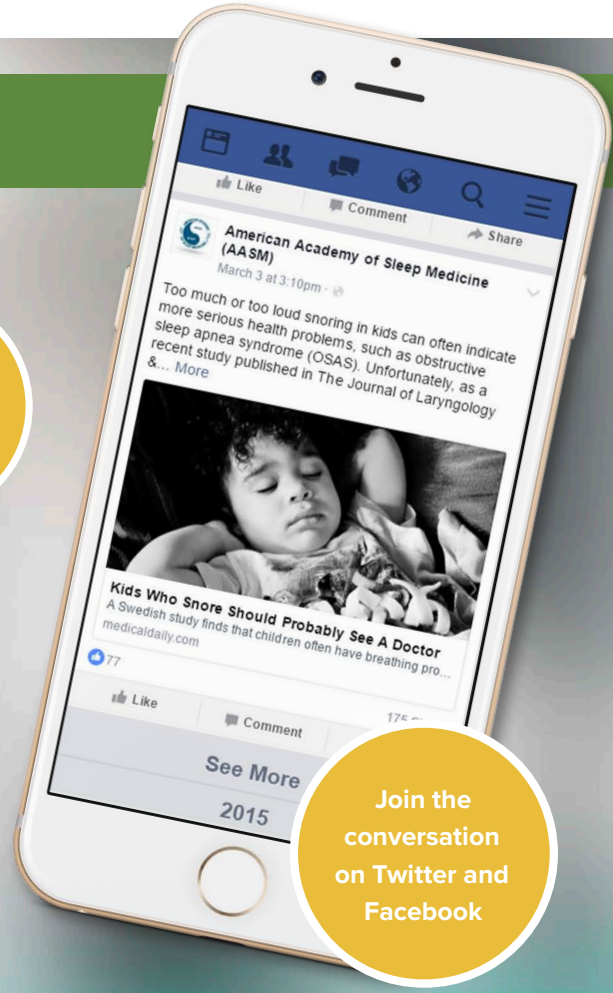 Like
Comment
Share
American Academy of Sleep Medicine
(AASM)
March 3 at 3:10pm ·
Too much or too loud snoring in kids can often indicate
more serious health problems, such as obstructive
sleep apnea syndrome (OSAS). Unfortunately, as a
recent study published in The Journal of Laryngology
&... More
Kids Who Snore Should Probably See A Doctor
A Swedish study finds that children often have breathing pro...
medicaldaily.com
77
175
Like
Comment
See More
2015
Join the
conversation
on Twitter and
Facebook